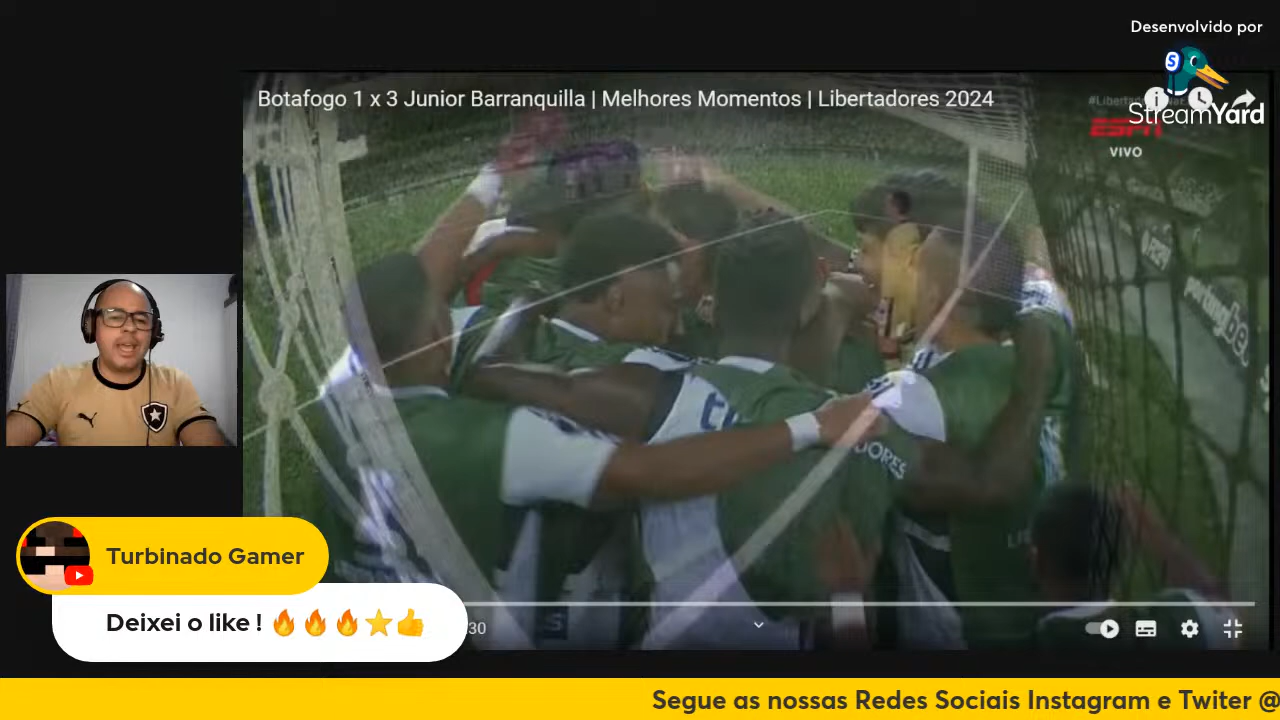 Desenvolvido por
StreamYard
Botafogo 1 x 3 Junior Barranquilla | Melhores Momentos | Libertadores 2024
ESPN
VIVO
Turbinado Gamer
Deixei o like ! 🔥🔥🔥⭐👍
30
Segue as nossas Redes Sociais Instagram e Twiter @